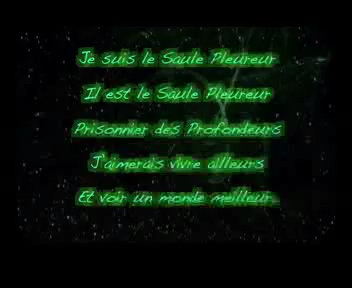 Je suis le Saule Pleureur
Il est le Saule Pleureur
Prisonnier des Profondeurs
J'aimerais vivre ailleurs
Et voir un monde meilleur